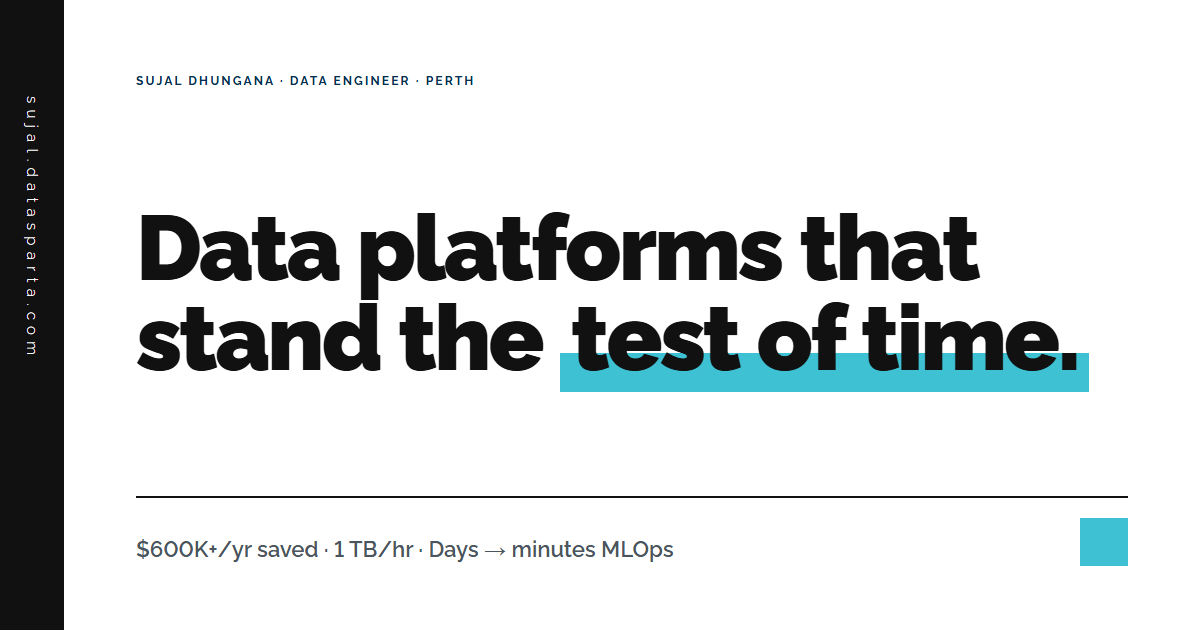 sujal.datasparta.com
SUJAL DHUNGANA · DATA ENGINEER · PERTH
Data platforms that
stand the test of time.
$600K+/yr saved · 1 TB/hr · Days → minutes MLOps